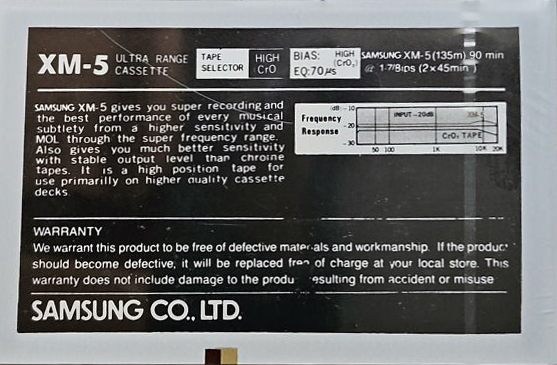 XM-5 ULTRA RANGE CASSETTE
TAPE SELECTOR HIGH CrO
BIAS: HIGH (CrO₂)
EQ: 70µs
SAMSUNG XM-5 (135m) 90 min
@ 1-7/8ips (2×45min)
SAMSUNG XM-5 gives you super recording and
the best performance of every musical
subtlety from a higher sensitivity and
MOL through the super frequency range.
Also gives you much better sensitivity
with stable output level than chrome
tapes. It is a high position tape for
use primarilly on higher quality cassette
decks.
Frequency
Response
(dB) -10
-20
-30
INPUT -20dB
XM-5
CrO₂ TAPE
50 100 1K 10K 20K
WARRANTY
We warrant this product to be free of defective materials and workmanship. If the product
should become defective, it will be replaced free of charge at your local store. This
warranty does not include damage to the produ resulting from accident or misuse
SAMSUNG CO., LTD.